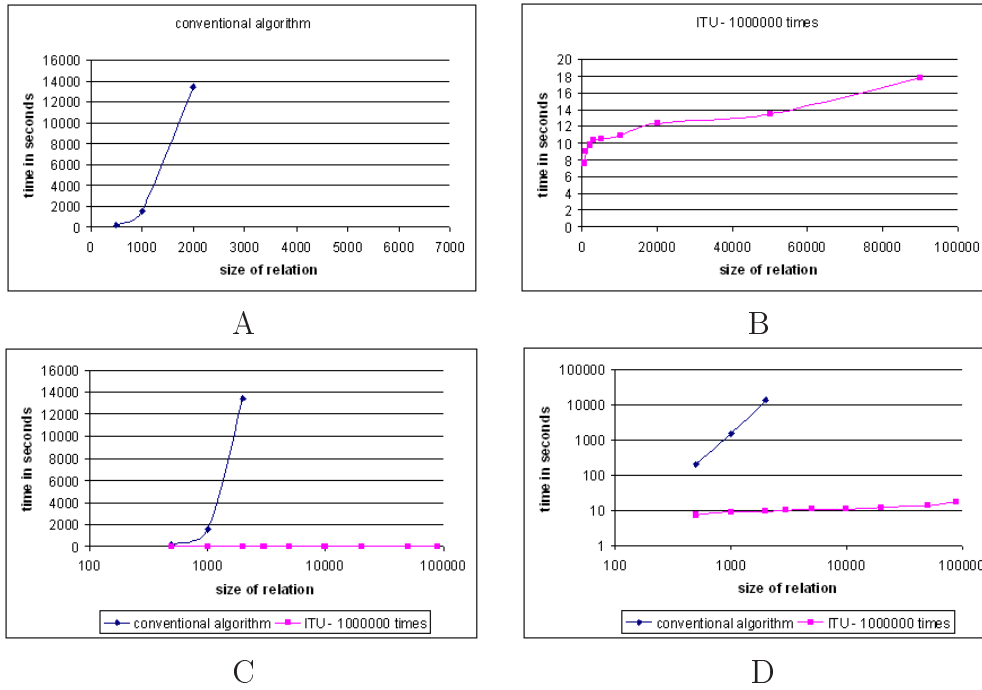 conventional algorithm
16000
14000
12000
10000
8000
6000
4000
2000
0
time in seconds
0 1000 2000 3000 4000 5000 6000 7000
size of relation
A
ITU - 1000000 times
20
18
16
14
12
10
8
6
4
2
0
time in seconds
0 20000 40000 60000 80000 100000
size of relation
B
16000
14000
12000
10000
8000
6000
4000
2000
0
time in seconds
100 1000 10000 100000
size of relation
conventional algorithm ITU - 1000000 times
C
100000
10000
1000
100
10
1
time in seconds
100 1000 10000 100000
size of relation
conventional algorithm ITU - 1000000 times
D